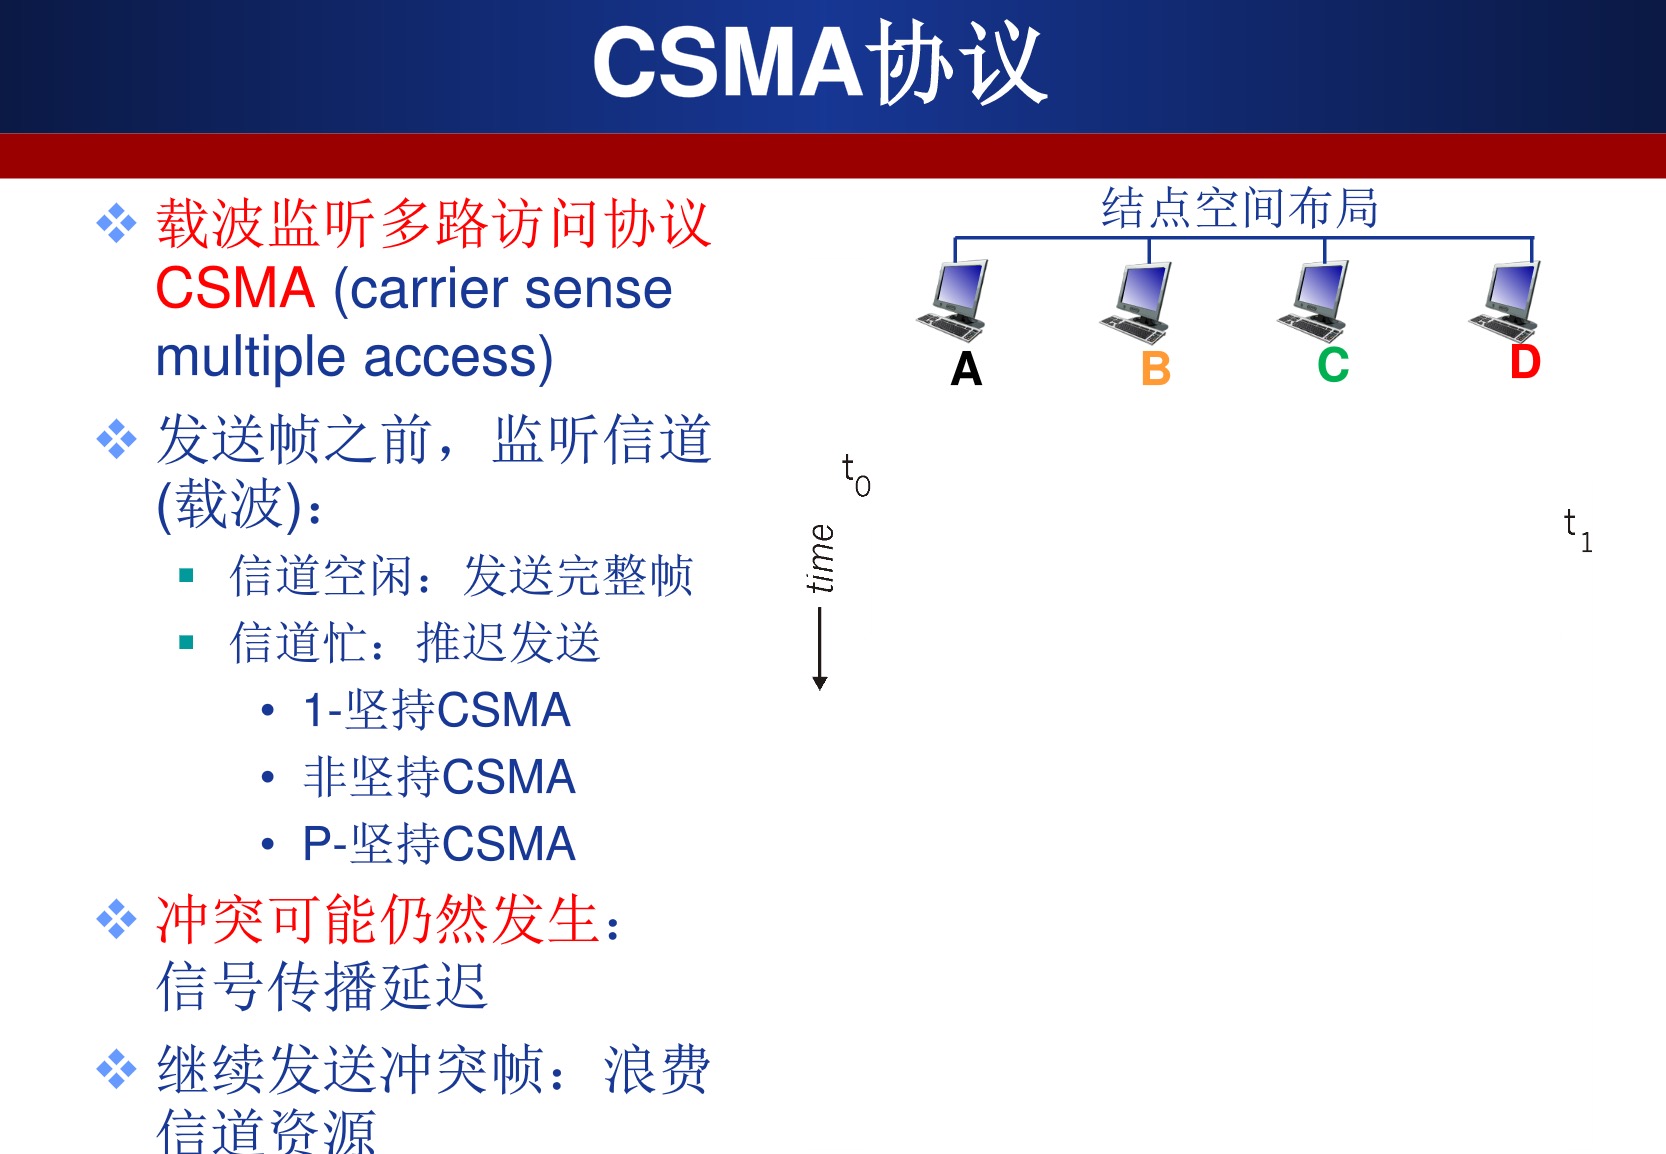 CSMA协议
载波监听多路访问协议
CSMA (carrier sense
multiple access)
发送帧之前，监听信道
(载波)：
信道空闲：发送完整帧
信道忙：推迟发送
1-坚持CSMA
非坚持CSMA
P-坚持CSMA
冲突可能仍然发生：
信号传播延迟
继续发送冲突帧：浪费
信道资源
结点空间布局
A B C D
t0
t1
time